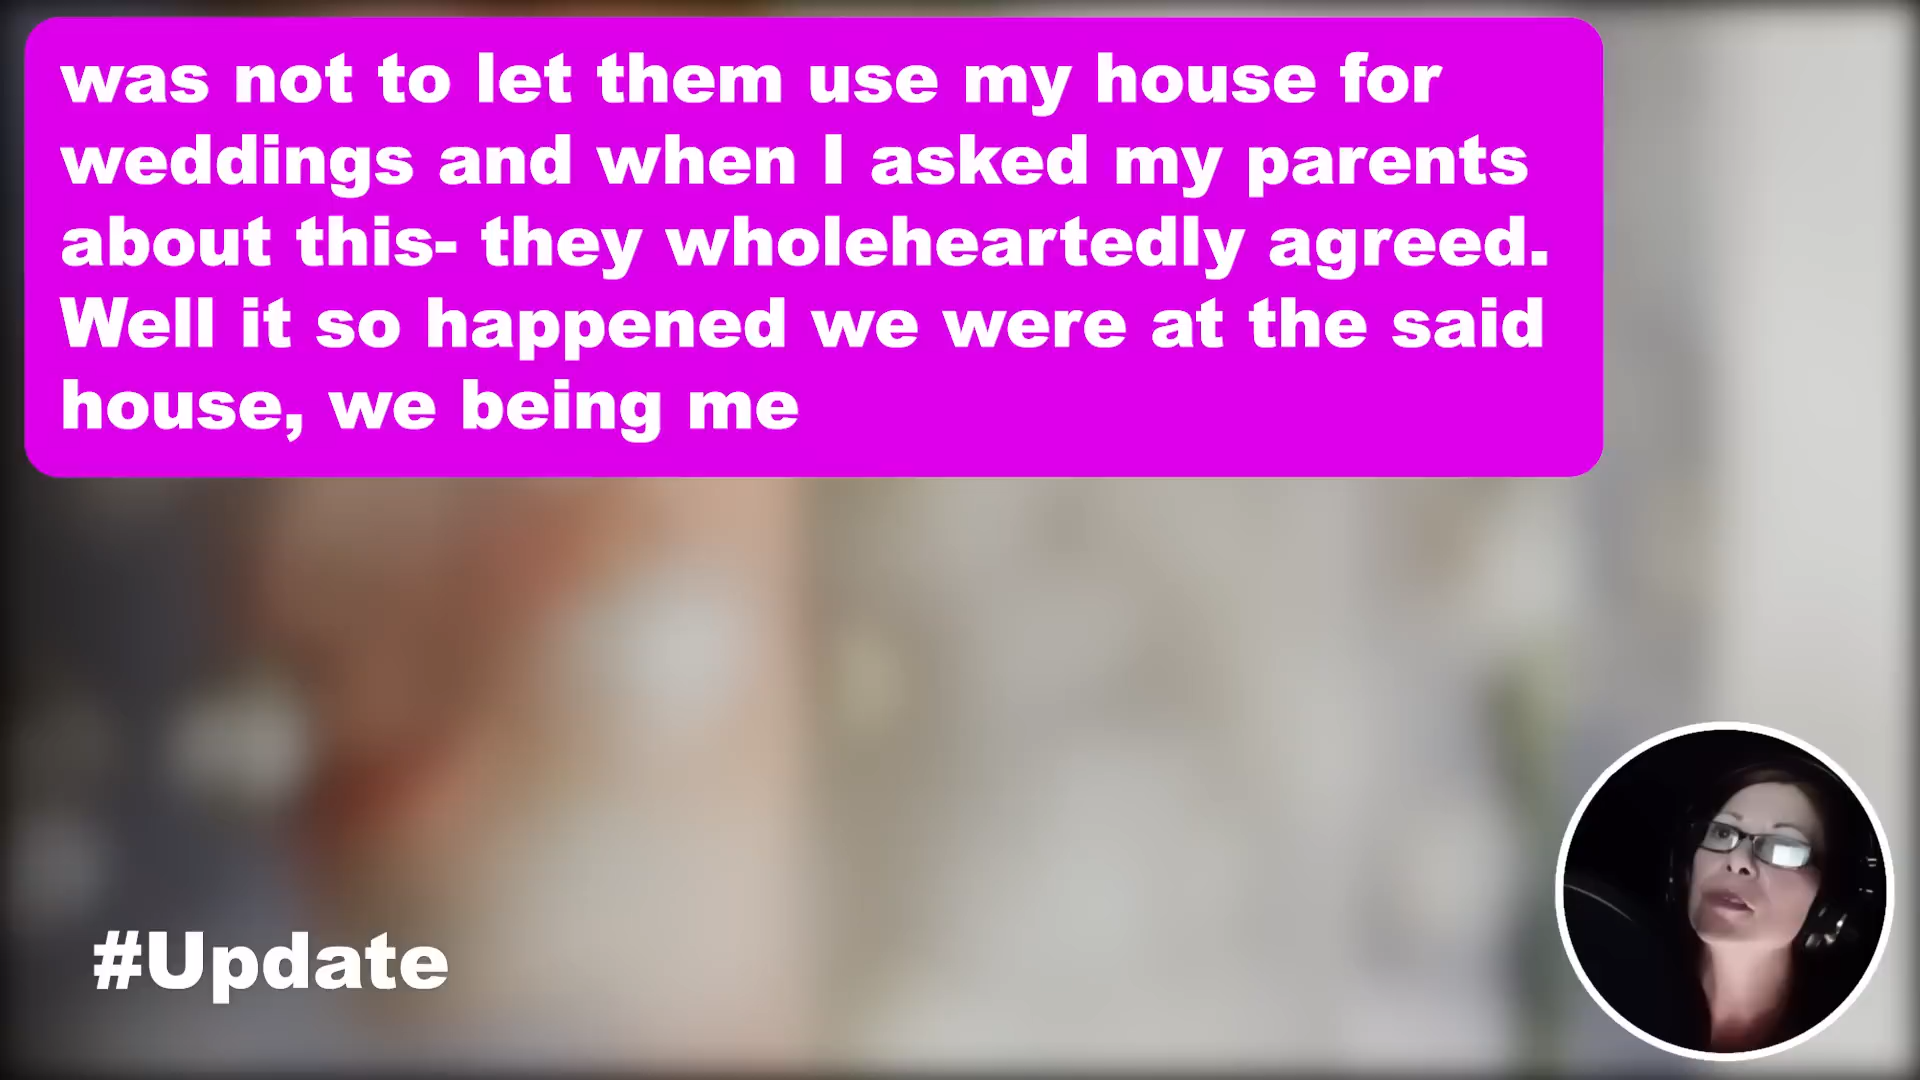 was not to let them use my house for
weddings and when I asked my parents
about this- they wholeheartedly agreed.
Well it so happened we were at the said
house, we being me
#Update